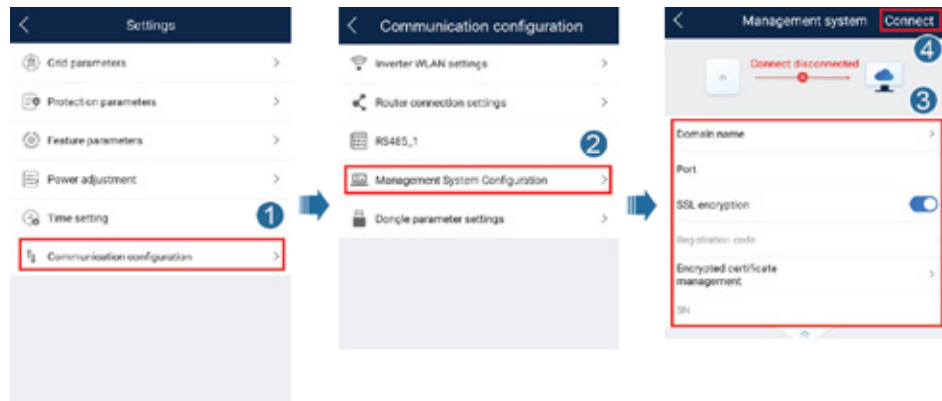 Settings
Grid parameters
Protection parameters
Feature parameters
Power adjustment
Time setting
1
Communication configuration
Communication configuration
Inverter WLAN settings
Router connection settings
RS485_1
2
Management System Configuration
Dongle parameter settings
Management system Connect
4
Connect disconnected
3
Domain name
Port
SSL encryption
Registration code
Encrypted certificate
management
SN